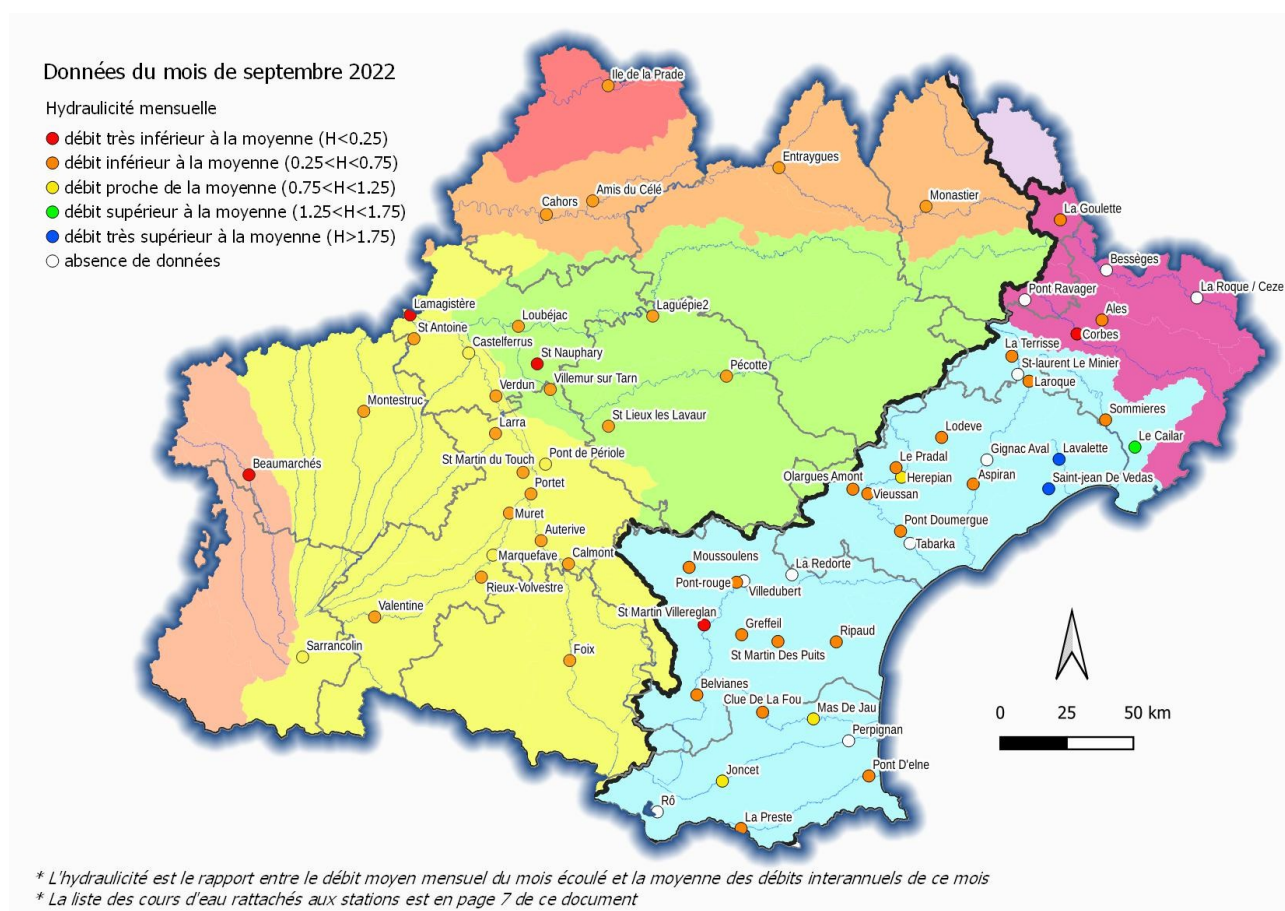 Données du mois de septembre 2022
Hydraulicité mensuelle
débit très inférieur à la moyenne (H<0.25)
débit inférieur à la moyenne (0.25<H<0.75)
débit proche de la moyenne (0.75<H<1.25)
débit supérieur à la moyenne (1.25<H<1.75)
débit très supérieur à la moyenne (H>1.75)
absence de données
Ile de la Prade
Entraygues
Amis du Célé
Cahors
Monastier
La Goulette
Bessèges
La Roque / Ceze
Pont Ravager
Ales
Corbes
Lamagistère
St Antoine
Loubéjac
Laguépie2
Castelferrus
St Nauphary
Villemur sur Tarn
Pécotte
La Terrisse
St-laurent Le Minier
Laroque
Verdun
Montestruc
Larra
St Lieux les Lavaur
Sommieres
Le Cailar
Lodeve
Gignac Aval
Lavalette
Beaumarchés
St Martin du Touch
Pont de Périole
Portet
Le Pradal
Herepian
Aspiran
Saint-jean De Vedas
Olargues Amont
Vieussan
Muret
Auterive
Pont Doumergue
Tabarka
Marquefave
Calmont
Rieux-Volvestre
Moussoulens
La Redorte
Pont-rouge
Villedubert
Valentine
St Martin Villereglan
Greffeil
St Martin Des Puits
Ripaud
Sarrancolin
Foix
Belvianes
Clue De La Fou
Mas De Jau
Perpignan
Joncet
Pont D'elne
Rô
La Preste
0 25 50 km
* L'hydraulicité est le rapport entre le débit moyen mensuel du mois écoulé et la moyenne des débits interannuels de ce mois
* La liste des cours d'eau rattachés aux stations est en page 7 de ce document